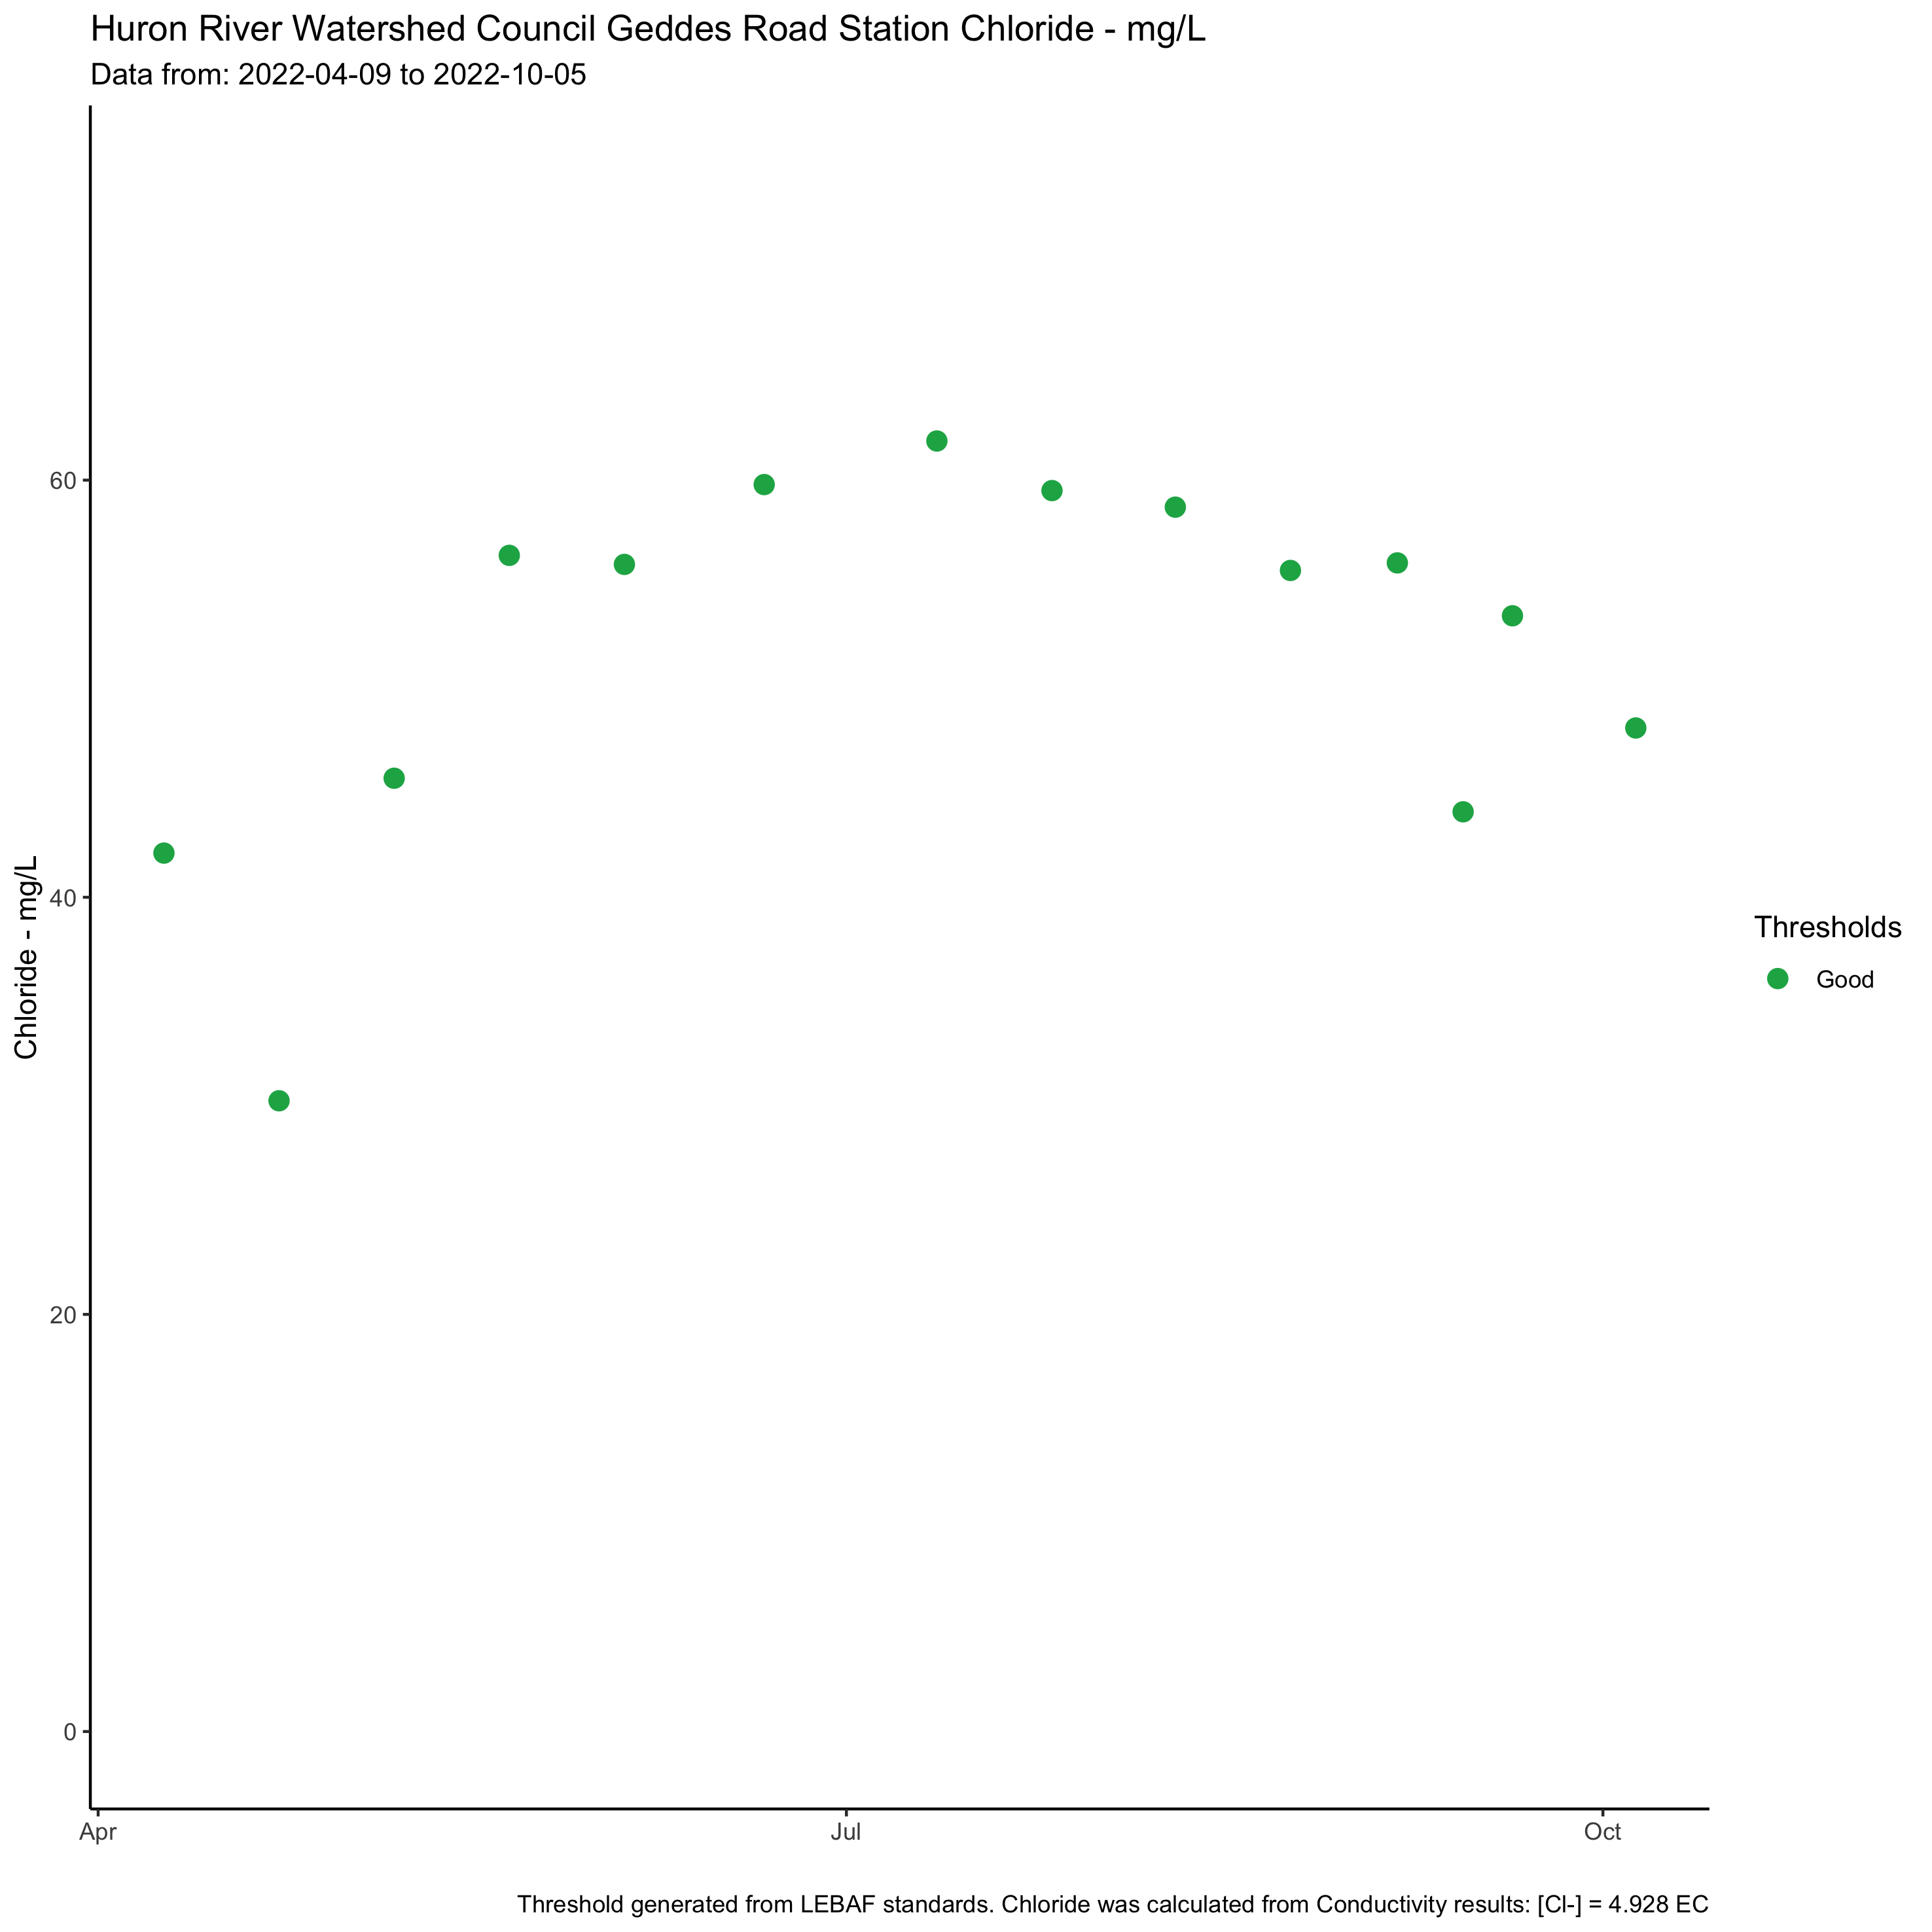 Huron River Watershed Council Geddes Road Station Chloride - mg/L
Data from: 2022-04-09 to 2022-10-05
Chloride - mg/L
60
40
20
0
Apr
Jul
Oct
Thresholds
Good
Threshold generated from LEBAF standards. Chloride was calculated from Conductivity results: [Cl-] = 4.928 EC